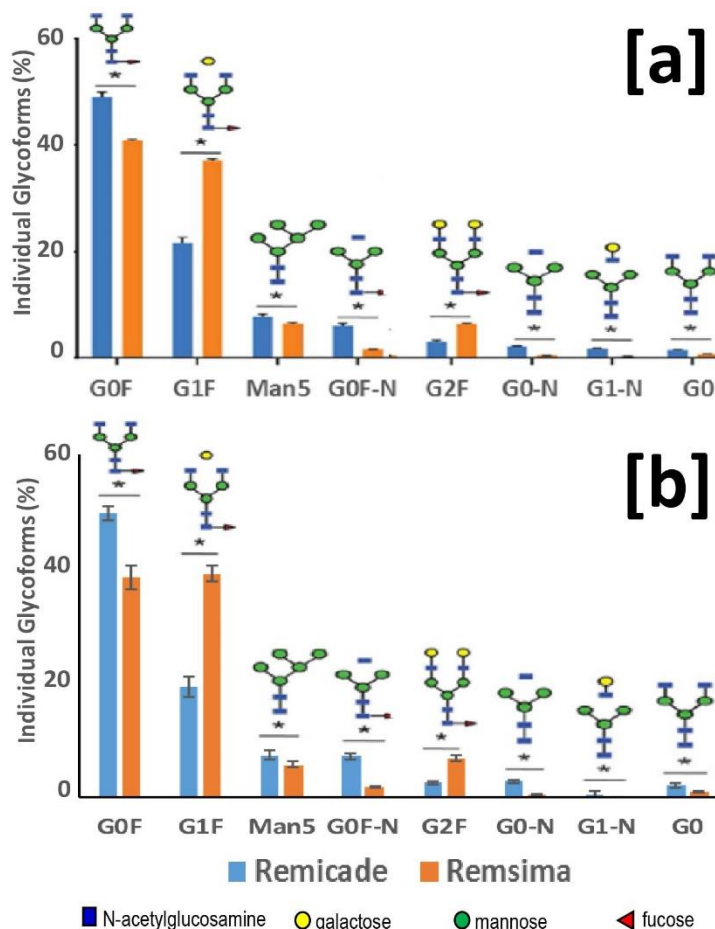 [a]
Individual Glycoforms (%)
60
40
20
0
* * * * * * * *
G0F G1F Man5 G0F-N G2F G0-N G1-N G0
[b]
Individual Glycoforms (%)
60
40
20
0
* * * * * * * *
G0F G1F Man5 G0F-N G2F G0-N G1-N G0
Remicade Remsima
N-acetylglucosamine galactose mannose fucose